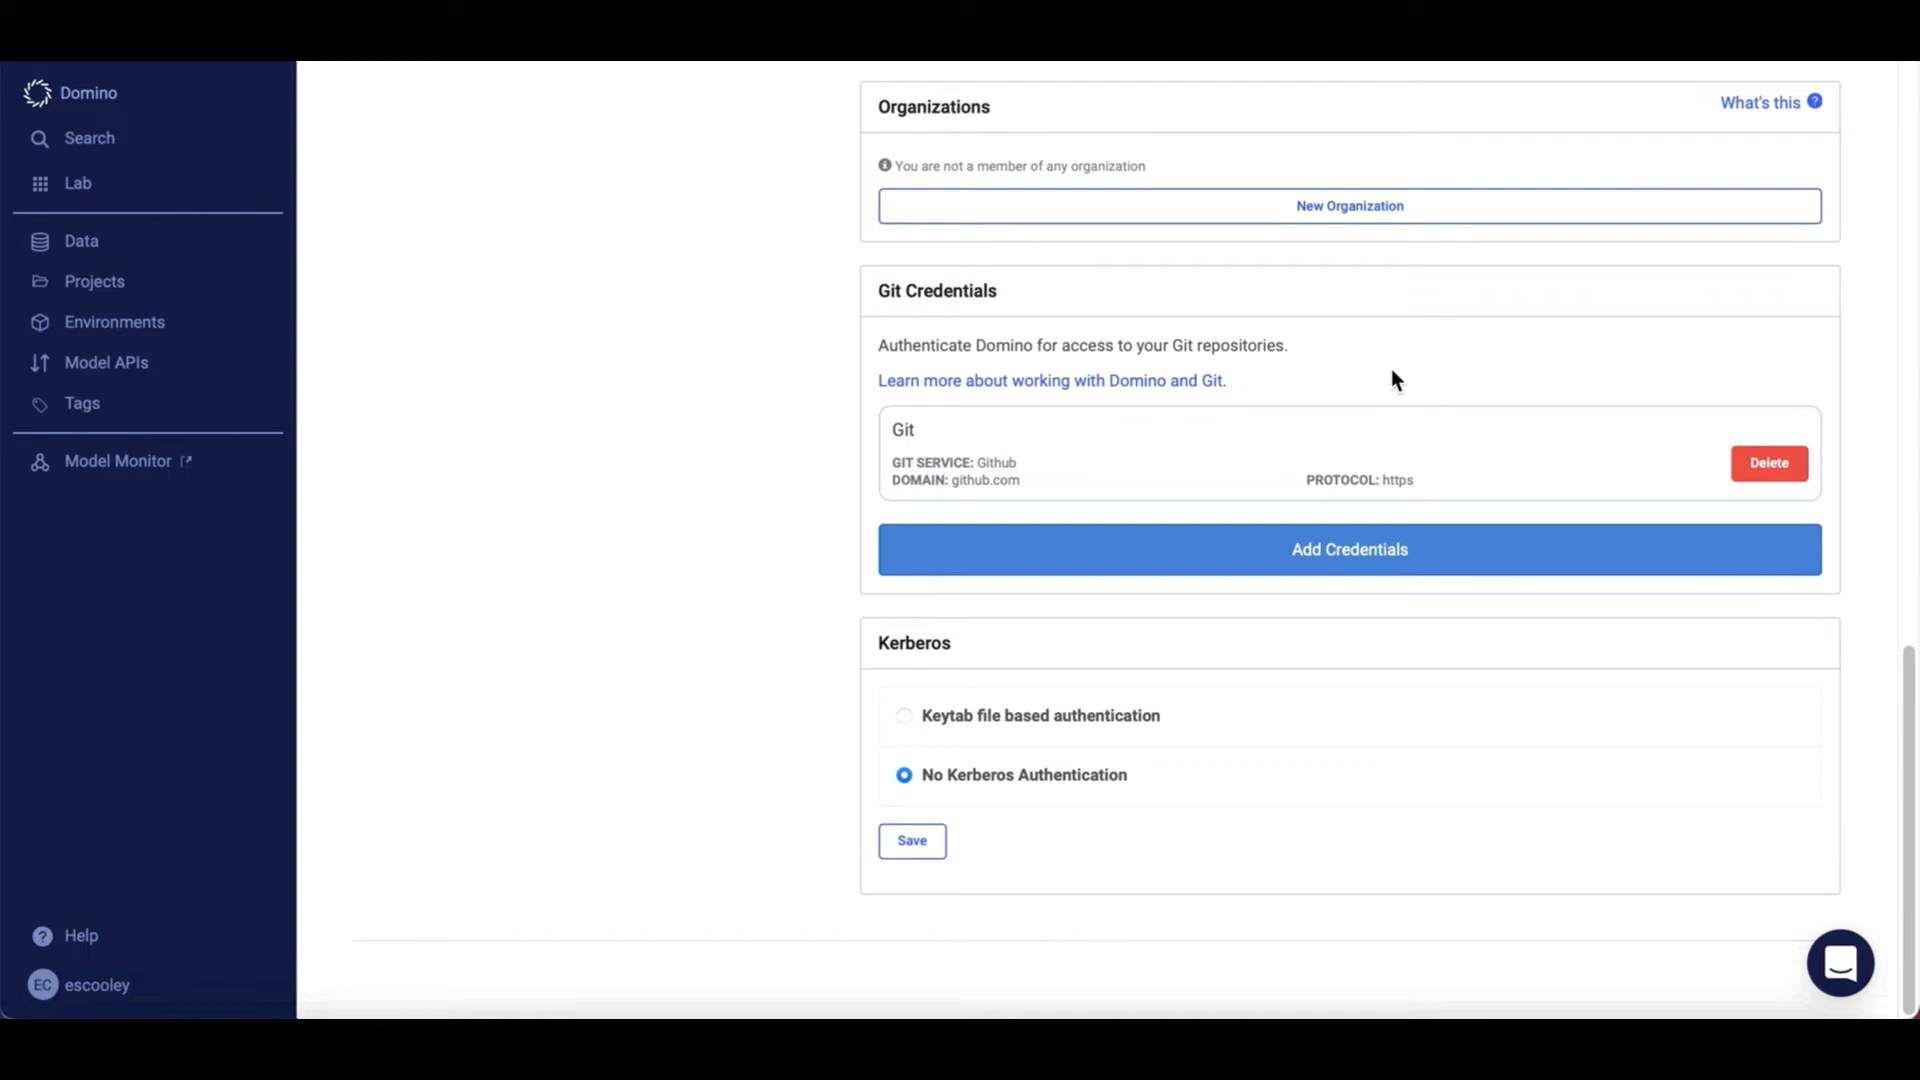 Domino
Search
Lab
Data
Projects
Environments
Model APIs
Tags
Model Monitor
Help
EC escooley
Organizations
What's this ?
You are not a member of any organization
New Organization
Git Credentials
Authenticate Domino for access to your Git repositories.
Learn more about working with Domino and Git.
Git
GIT SERVICE: Github
DOMAIN: github.com
PROTOCOL: https
Delete
Add Credentials
Kerberos
Keytab file based authentication
No Kerberos Authentication
Save